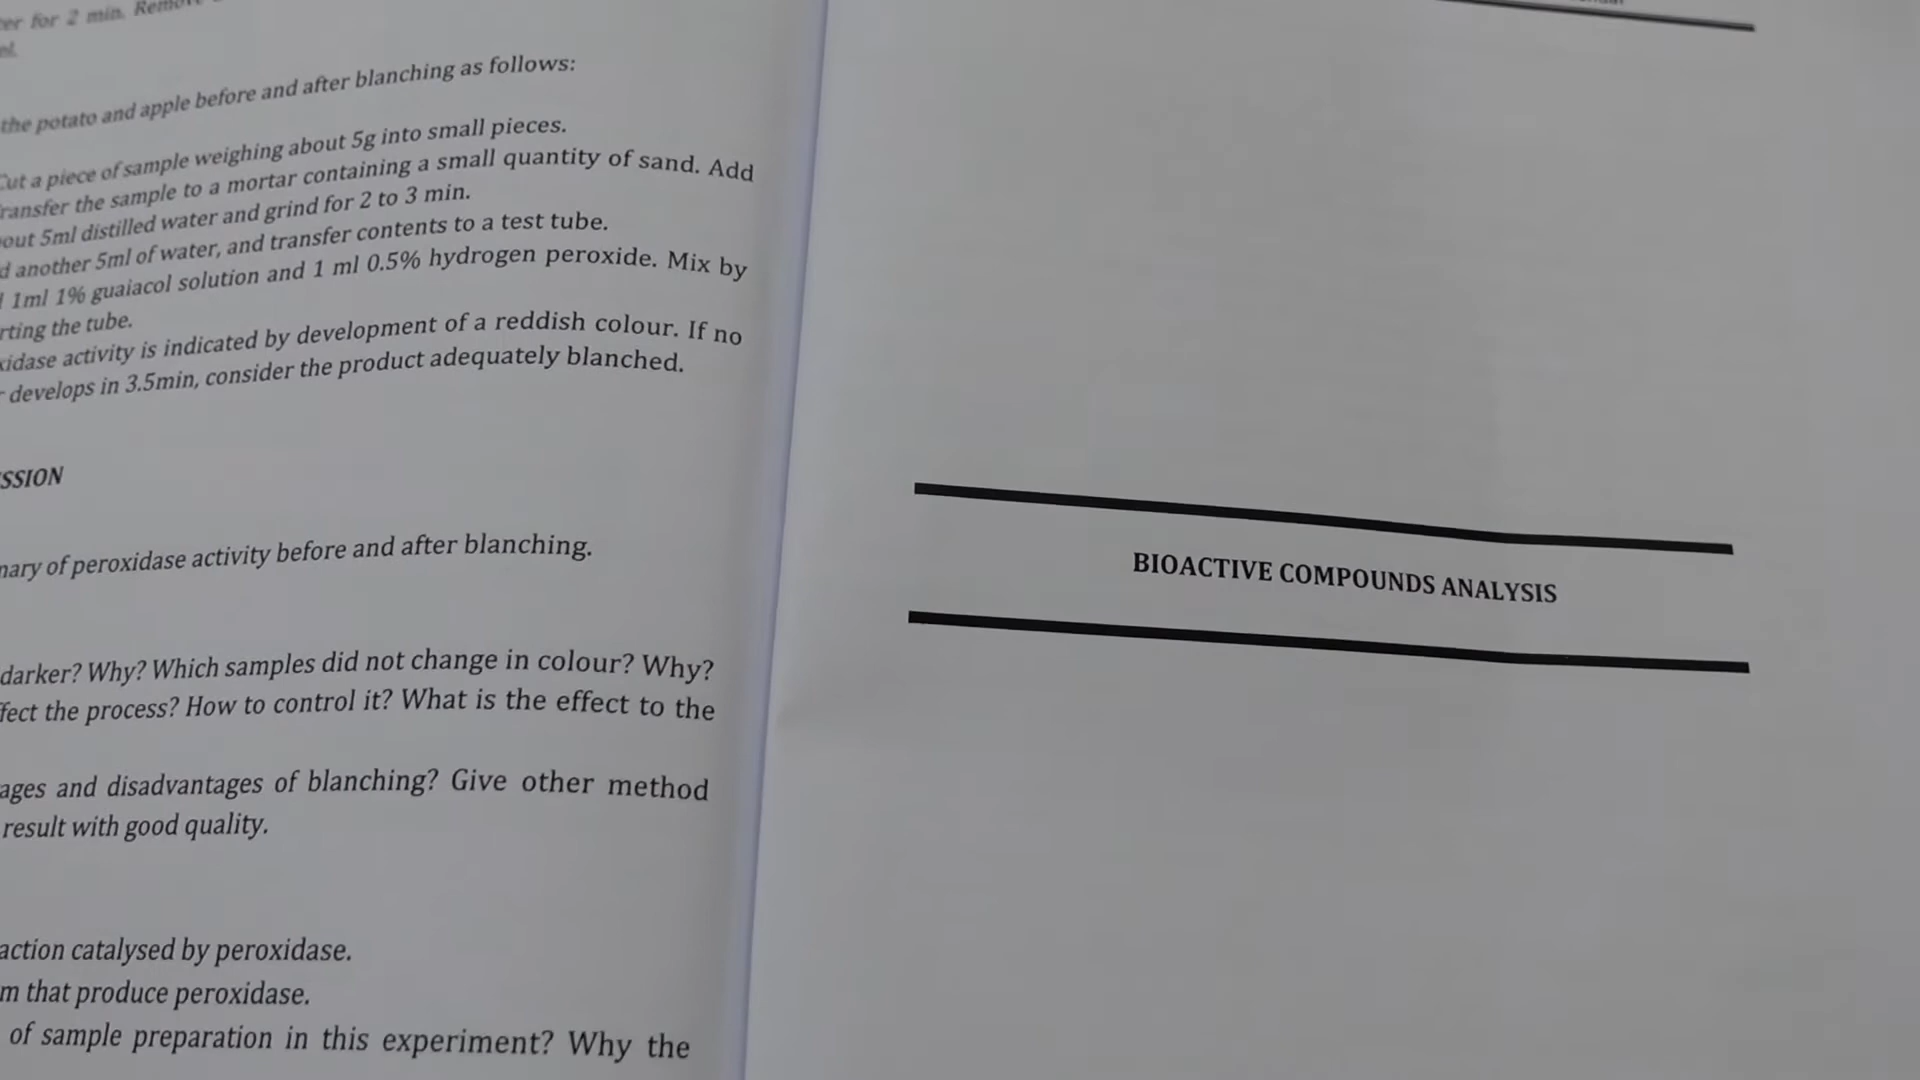 for 2 min.
the potato and apple before and after blanching as follows:
Cut a piece of sample weighing about 5g into small pieces.
ransfer the sample to a mortar containing a small quantity of sand. Add
out 5ml distilled water and grind for 2 to 3 min.
d another 5ml of water, and transfer contents to a test tube.
1ml 1% guaiacol solution and 1 ml 0.5% hydrogen peroxide. Mix by
rting the tube.
xidase activity is indicated by development of a reddish colour. If no
develops in 3.5min, consider the product adequately blanched.
SSION
mary of peroxidase activity before and after blanching.
darker? Why? Which samples did not change in colour? Why?
ffect the process? How to control it? What is the effect to the
ages and disadvantages of blanching? Give other method
result with good quality.
action catalysed by peroxidase.
m that produce peroxidase.
of sample preparation in this experiment? Why the
BIOACTIVE COMPOUNDS ANALYSIS